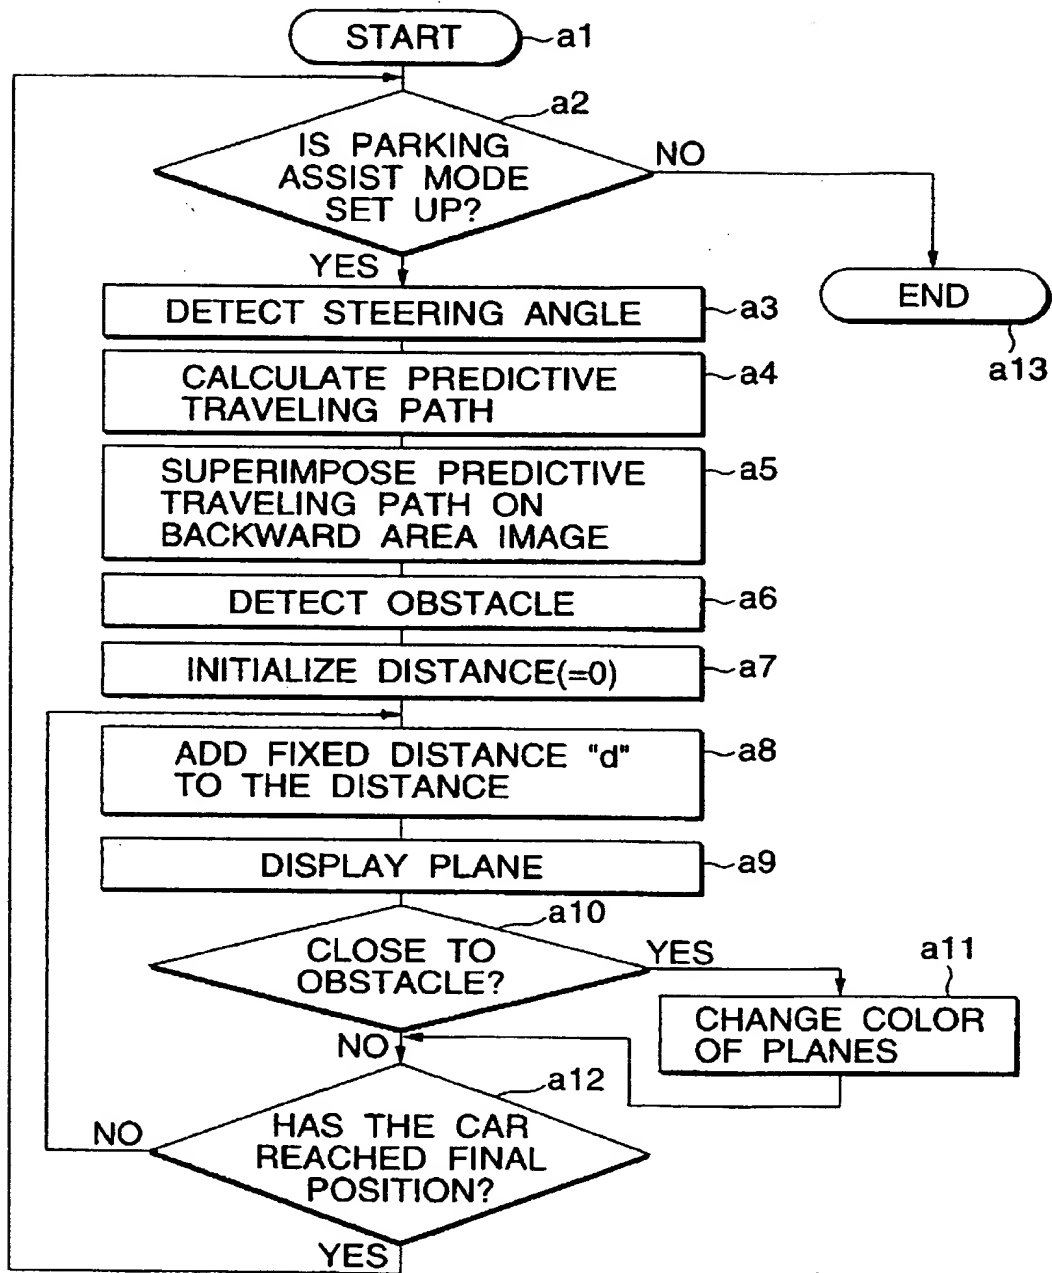 START
a1
a2
IS PARKING
ASSIST MODE
SET UP?
NO
YES
END
a13
DETECT STEERING ANGLE
a3
CALCULATE PREDICTIVE
TRAVELING PATH
a4
SUPERIMPOSE PREDICTIVE
TRAVELING PATH ON
BACKWARD AREA IMAGE
a5
DETECT OBSTACLE
a6
INITIALIZE DISTANCE(=0)
a7
ADD FIXED DISTANCE "d"
TO THE DISTANCE
a8
DISPLAY PLANE
a9
a10
CLOSE TO
OBSTACLE?
YES
a11
CHANGE COLOR
OF PLANES
NO
a12
HAS THE CAR
REACHED FINAL
POSITION?
NO
YES